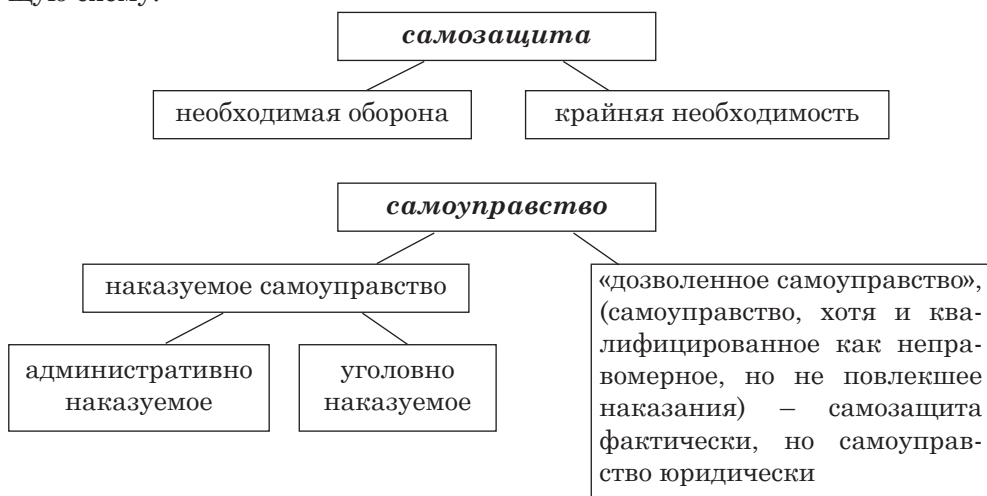 щую схему:
самозащита
необходимая оборона
крайняя необходимость
самоуправство
наказуемое самоуправство
административно
наказуемое
уголовно
наказуемое
«дозволенное самоуправство»,
(самоуправство, хотя и ква-
лифицированное как непра-
вомерное, но не повлекшее
наказания) – самозащита
фактически, но самоуправ-
ство юридически